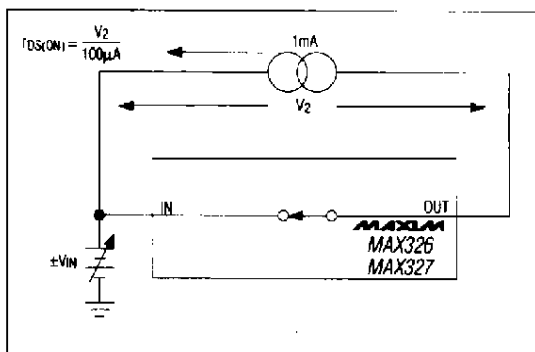 rDS(ON) = V2
100µA
1mA
V2
IN
OUT
MAXIM
MAX326
MAX327
±VIN